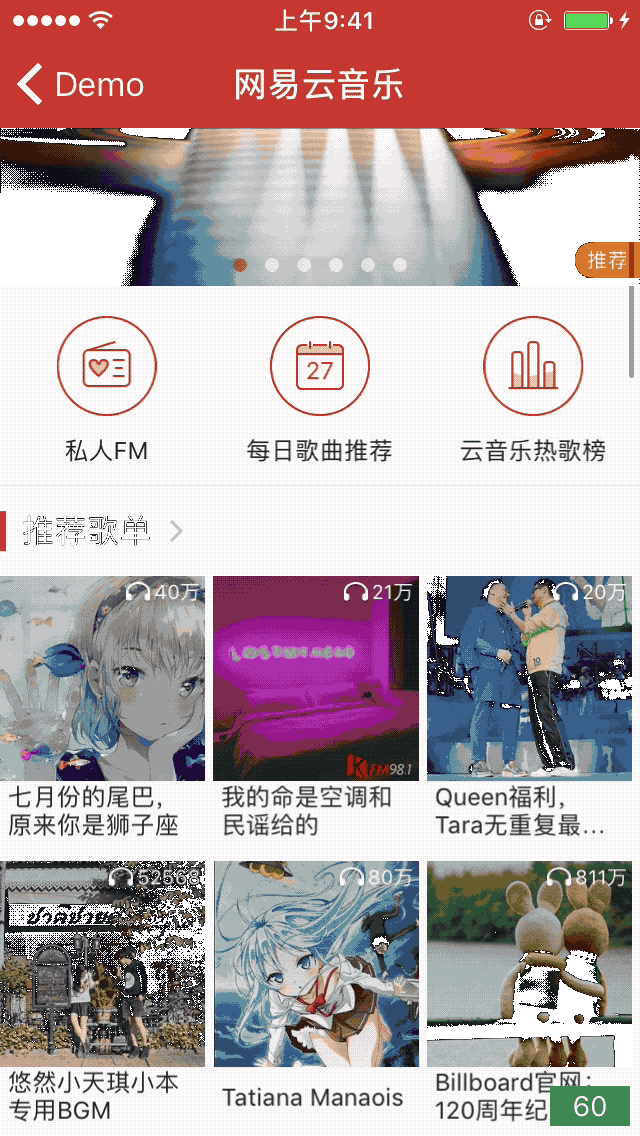 上午9:41
Demo
网易云音乐
推荐
27
私人FM
每日歌曲推荐
云音乐热歌榜
推荐歌单
40万
21万
20万
FM98.1
七月份的尾巴，
原来你是狮子座
我的命是空调和
民谣给的
Queen福利，
Tara无重复最...
52568
80万
811万
悠然小天琪小本
专用BGM
Tatiana Manaois
Billboard官网：
120周年纪
60